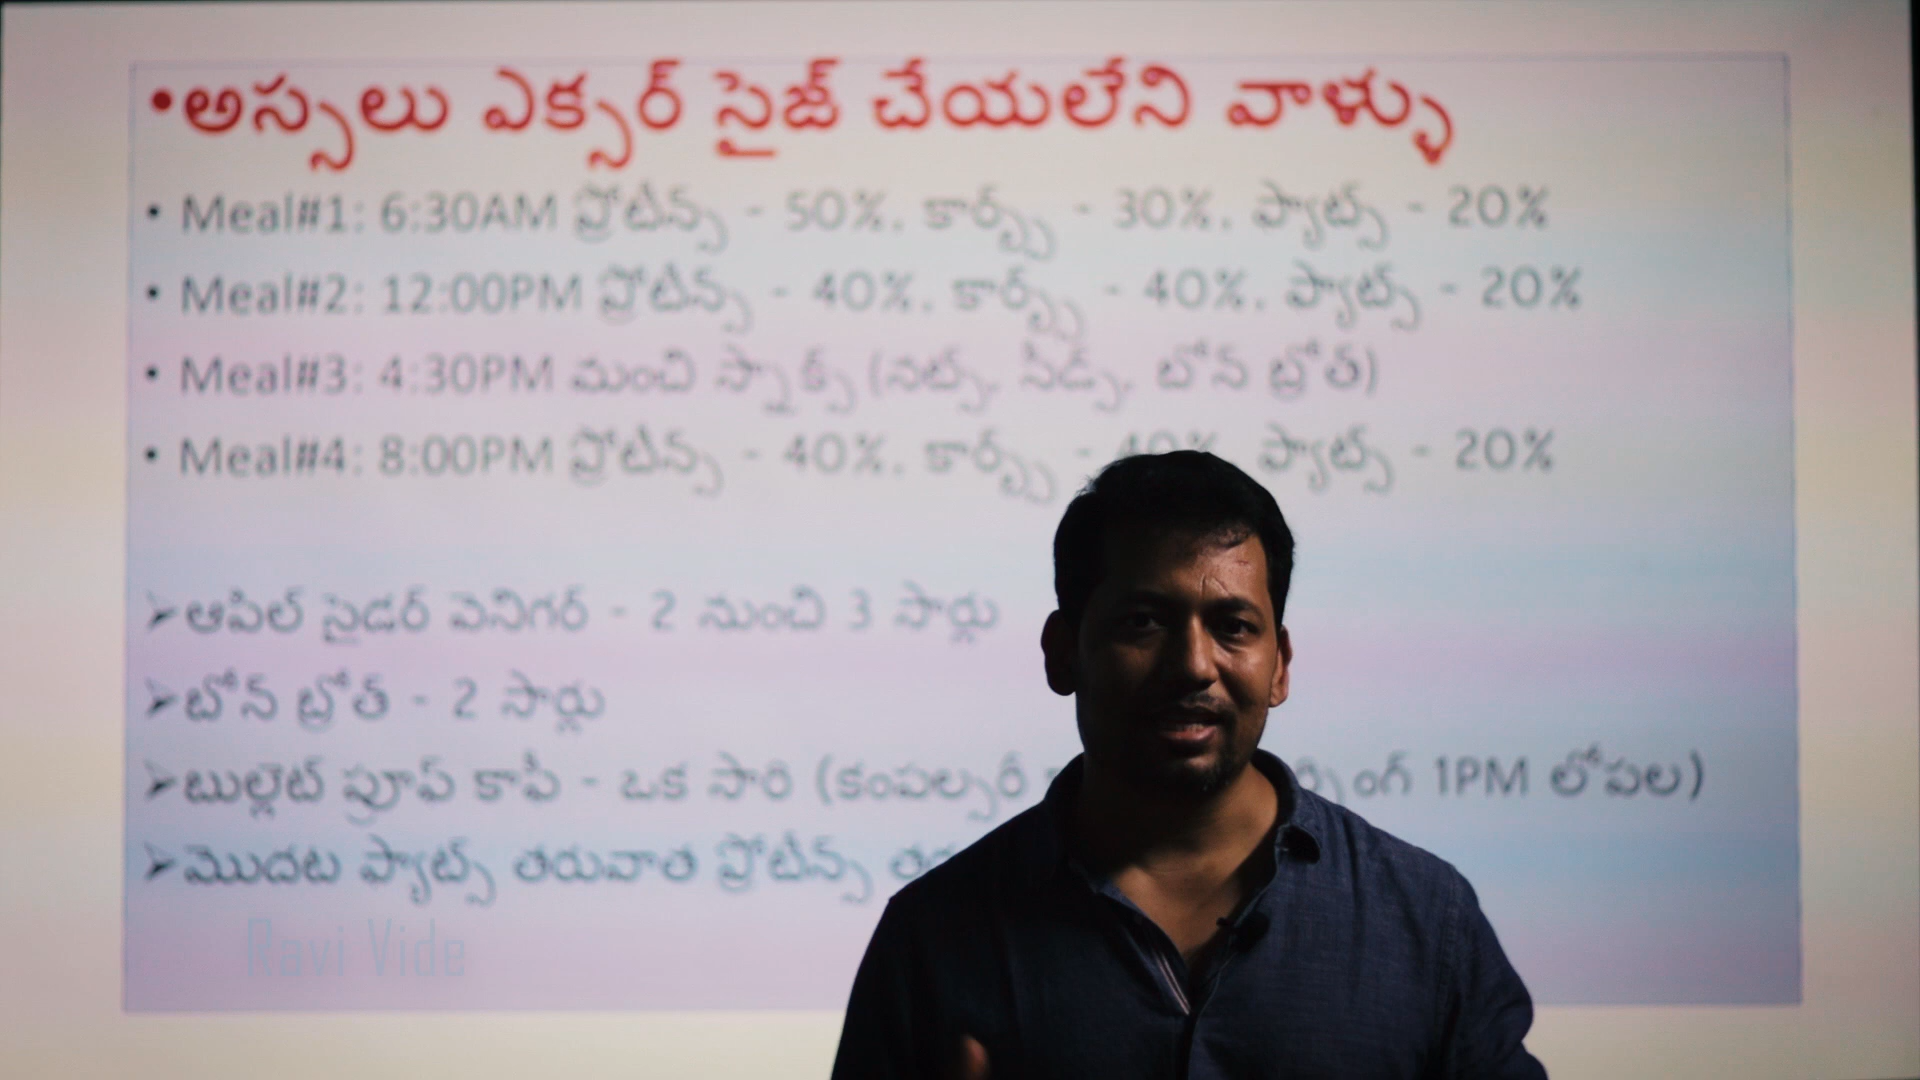 •అస్సలు ఎక్సర్ సైజ్ చేయలేని వాళ్ళు
• Meal#1: 6:30AM ప్రోటీన్స్ - 50%, కార్బ్స్ - 30%, ఫ్యాట్స్ - 20%
• Meal#2: 12:00PM ప్రోటీన్స్ - 40%, కార్బ్స్ - 40%, ఫ్యాట్స్ - 20%
• Meal#3: 4:30PM మంచి స్నాక్స్ (నట్స్, సీడ్స్, బోన్ బ్రోత్)
• Meal#4: 8:00PM ప్రోటీన్స్ - 40%, కార్బ్స్ - 40%, ఫ్యాట్స్ - 20%
➢ఆపిల్ సైడర్ వెనిగర్ - 2 నుంచి 3 సార్లు
➢బోన్ బ్రోత్ - 2 సార్లు
➢బుల్లెట్ ప్రూఫ్ కాఫీ - ఒక సారి (కంపల్సరీ 1PM లోపల)
➢మొదట ఫ్యాట్స్ తరువాత ప్రోటీన్స్
Ravi Vide